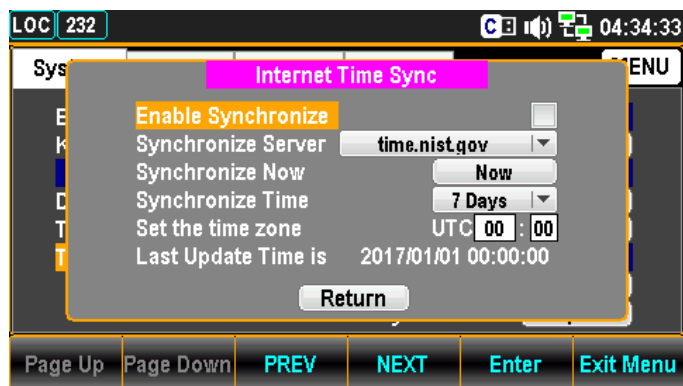 LOC 232 C 04:34:33
Sys ENU
Internet Time Sync
E Enable Synchronize
K Synchronize Server time.nist.gov
Synchronize Now Now
D Synchronize Time 7 Days
T Set the time zone UTC 00 : 00
T Last Update Time is 2017/01/01 00:00:00
Return
Page Up Page Down PREV NEXT Enter Exit Menu